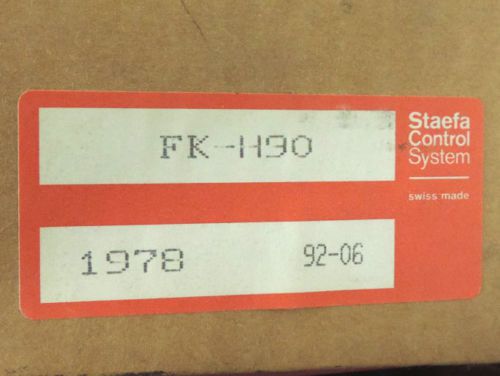 FK-H90
Staefa
Control
System
swiss made
1978 92-06